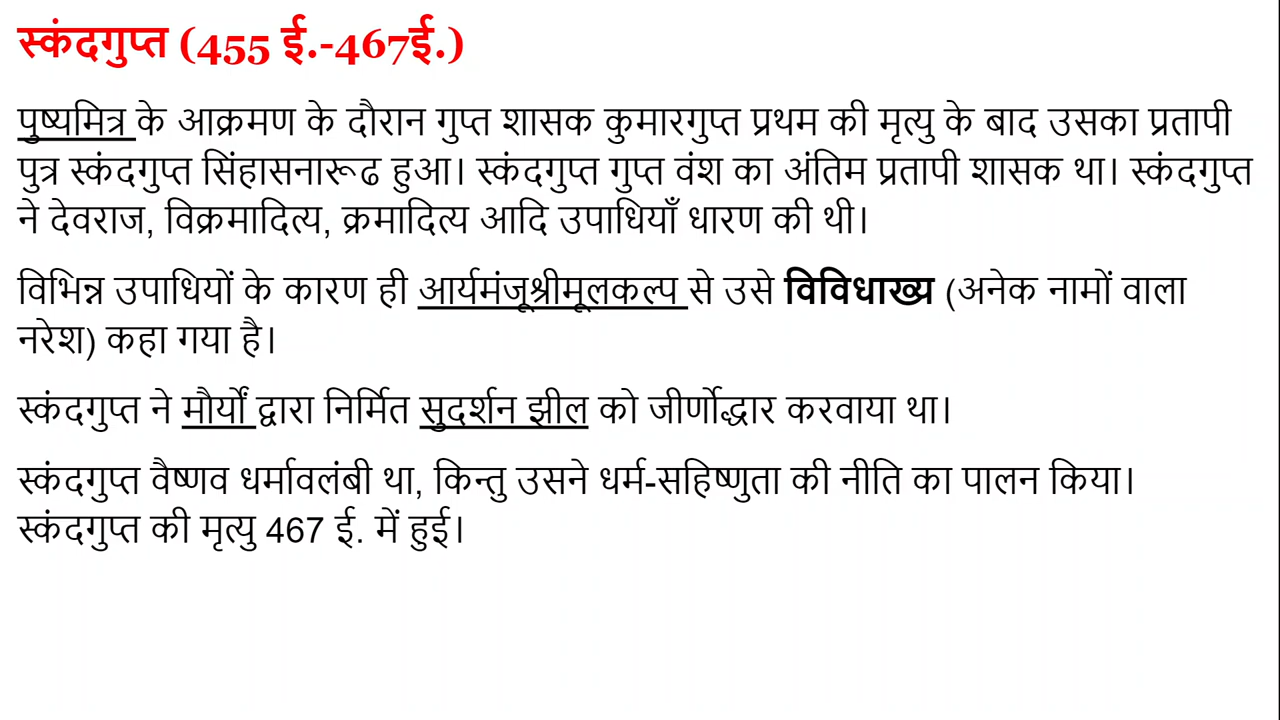 स्कंदगुप्त (455 ई.-467ई.)
पुष्यमित्र के आक्रमण के दौरान गुप्त शासक कुमारगुप्त प्रथम की मृत्यु के बाद उसका प्रतापी
पुत्र स्कंदगुप्त सिंहासनारूढ हुआ। स्कंदगुप्त गुप्त वंश का अंतिम प्रतापी शासक था। स्कंदगुप्त
ने देवराज, विक्रमादित्य, क्रमादित्य आदि उपाधियाँ धारण की थी।
विभिन्न उपाधियों के कारण ही आर्यमंजूश्रीमूलकल्प से उसे विविधाख्य (अनेक नामों वाला
नरेश) कहा गया है।
स्कंदगुप्त ने मौर्यों द्वारा निर्मित सुदर्शन झील को जीर्णोद्धार करवाया था।
स्कंदगुप्त वैष्णव धर्मावलंबी था, किन्तु उसने धर्म-सहिष्णुता की नीति का पालन किया।
स्कंदगुप्त की मृत्यु 467 ई. में हुई।